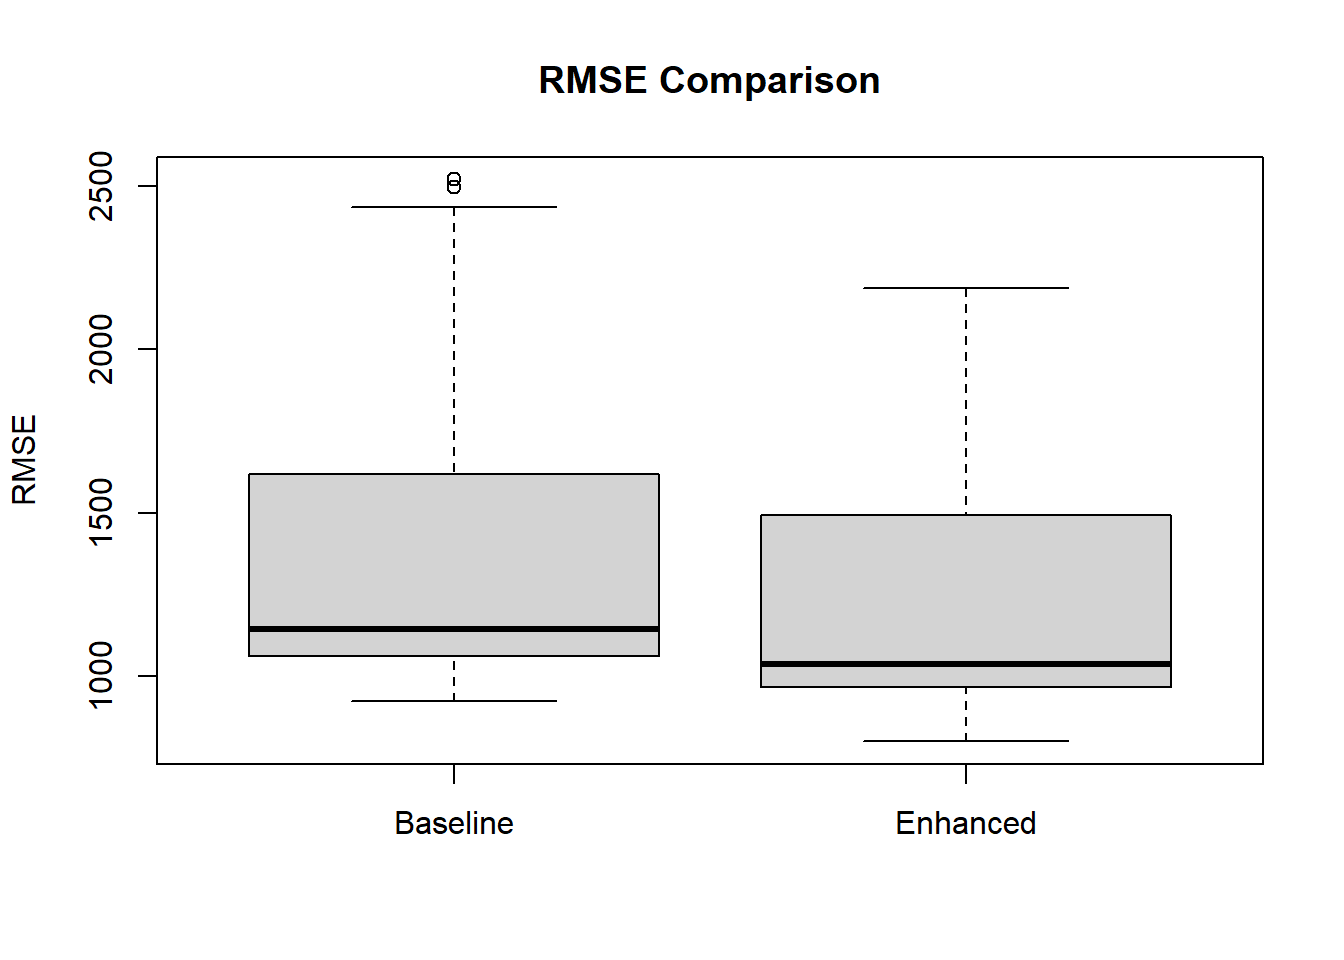 RMSE Comparison
2500
2000
1500
1000
RMSE
Baseline
Enhanced